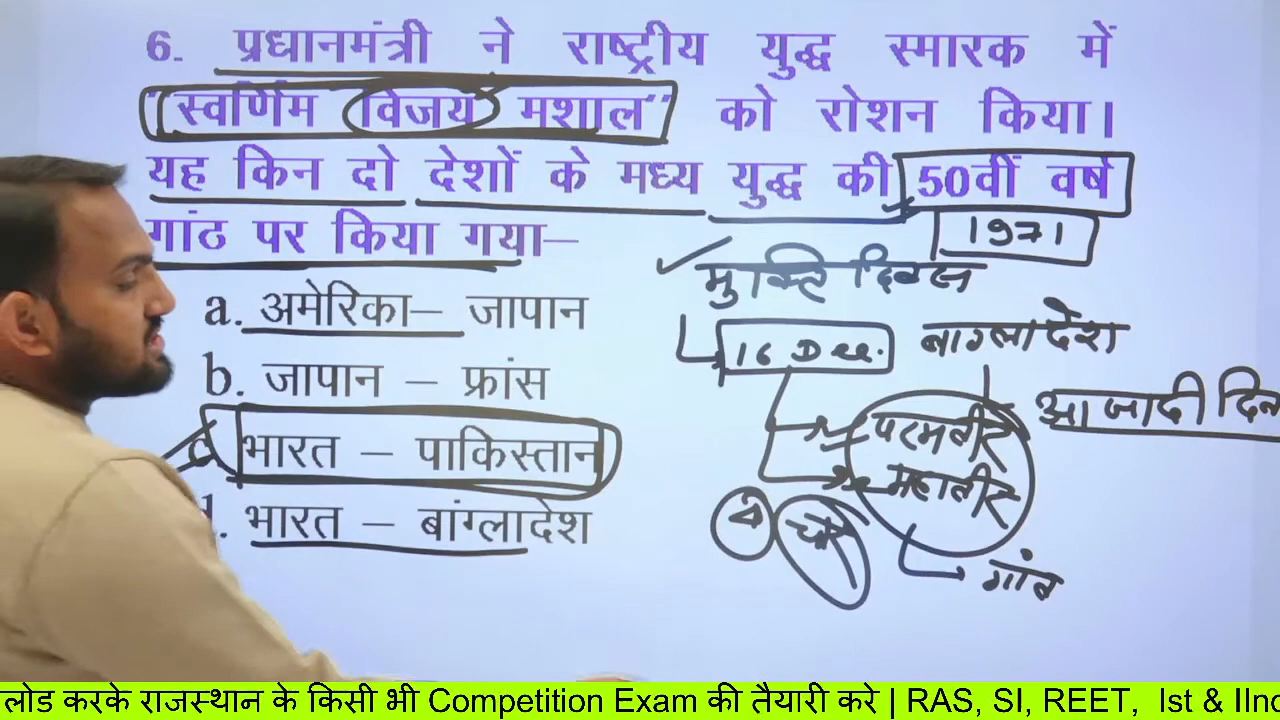 6. प्रधानमंत्री ने राष्ट्रीय युद्ध स्मारक में
"स्वर्णिम विजय मशाल" को रोशन किया।
यह किन दो देशों के मध्य युद्ध की 50वीं वर्ष
गांठ पर किया गया–
1971
मुक्ति दिवस
a. अमेरिका – जापान
16 Dec.
बाग्लादेश
b. जापान – फ्रांस
आजादी दिन
परमवीर
भारत – पाकिस्तान
महावीर
d. भारत – बांग्लादेश
4
गांव
लोड करके राजस्थान के किसी भी Competition Exam की तैयारी करे | RAS, SI, REET, Ist & IInd